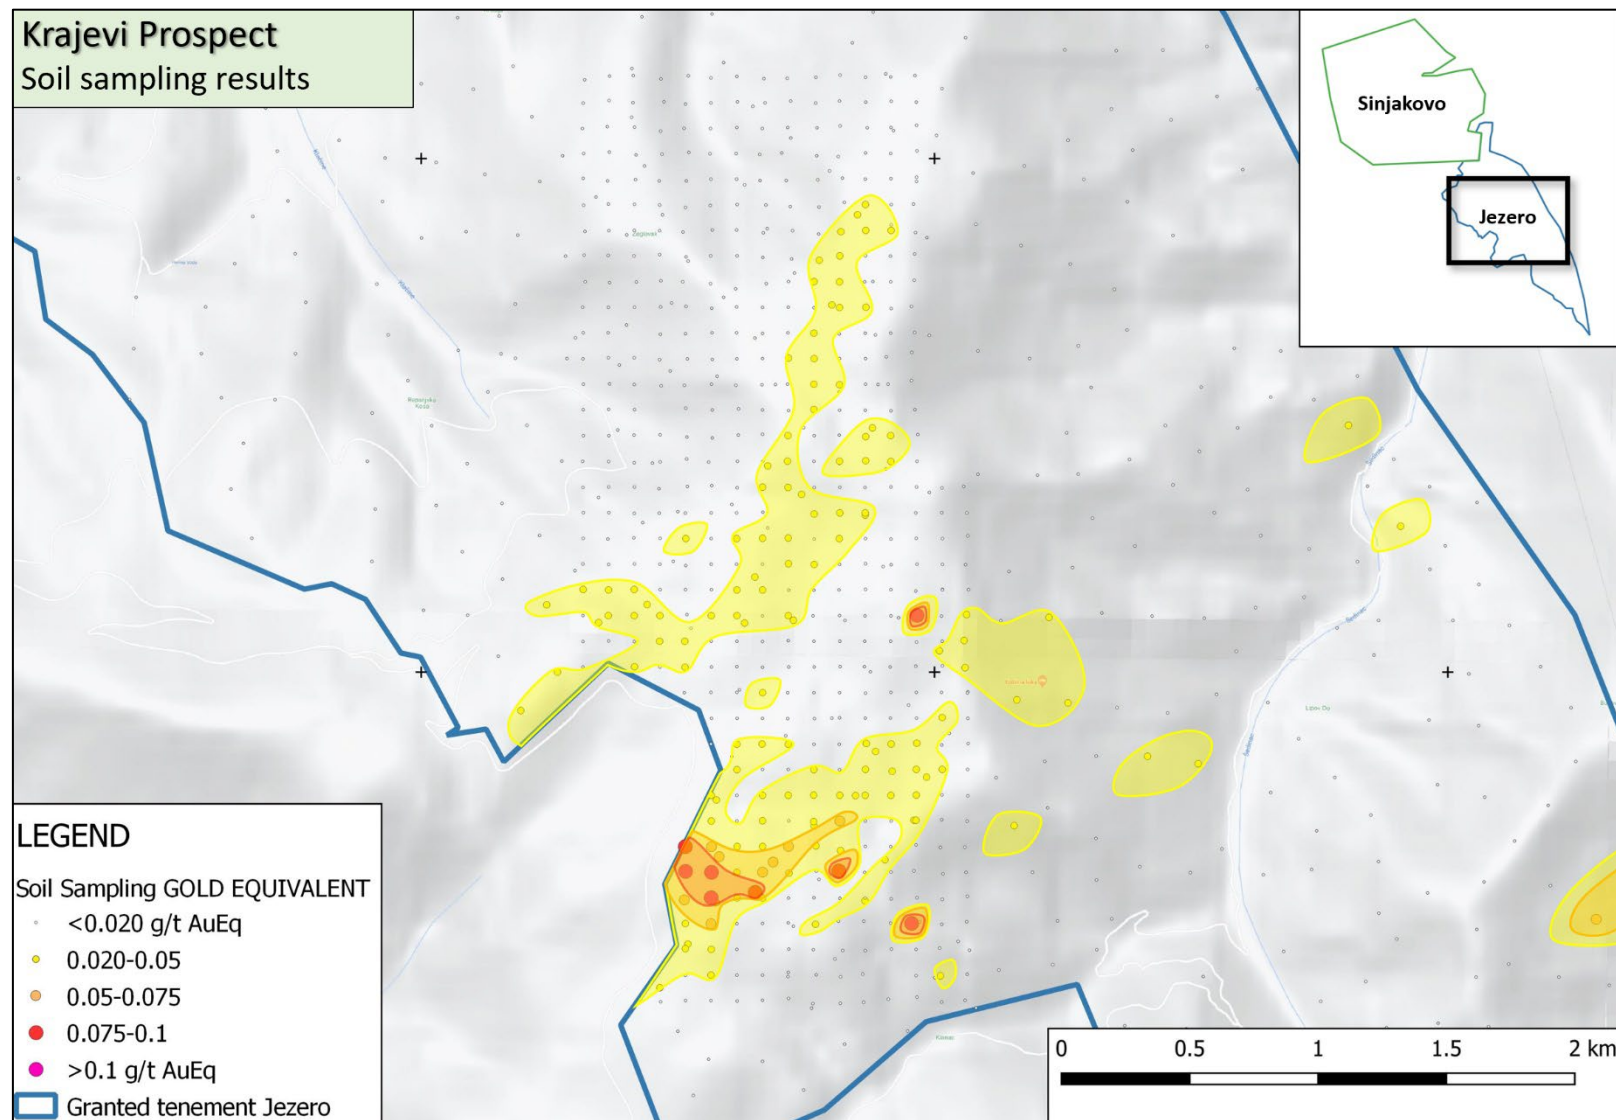 Krajevi Prospect
Soil sampling results
Sinjakovo
Jezero
LEGEND
Soil Sampling GOLD EQUIVALENT
<0.020 g/t AuEq
0.020-0.05
0.05-0.075
0.075-0.1
>0.1 g/t AuEq
Granted tenement Jezero
0 0.5 1 1.5 2 km